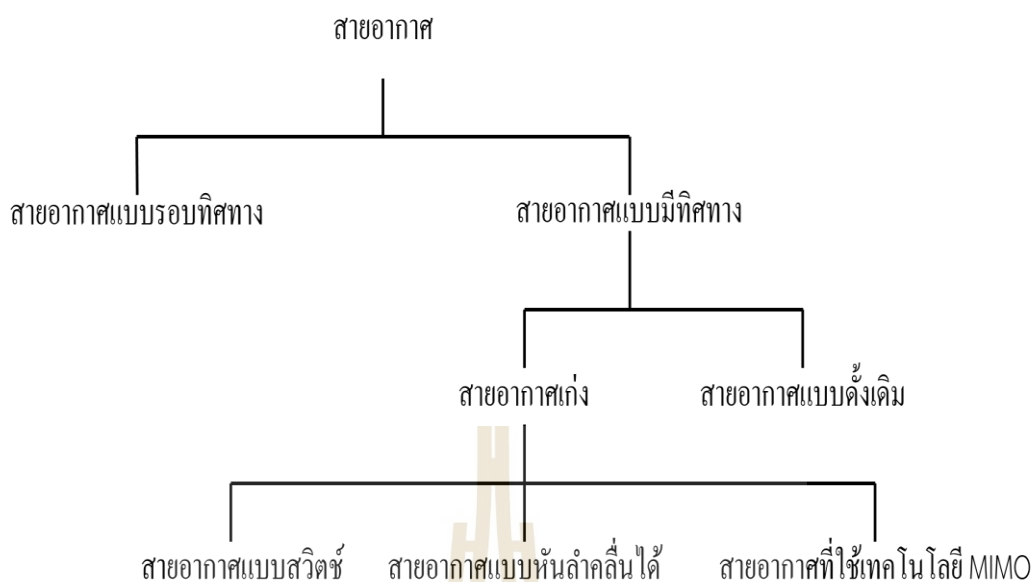 สายอากาศ
สายอากาศแบบรอบทิศทาง
สายอากาศแบบมีทิศทาง
สายอากาศเก่ง
สายอากาศแบบดั้งเดิม
สายอากาศแบบสวิตช์
สายอากาศแบบหันลำคลื่นได้
สายอากาศที่ใช้เทคโนโลยี MIMO